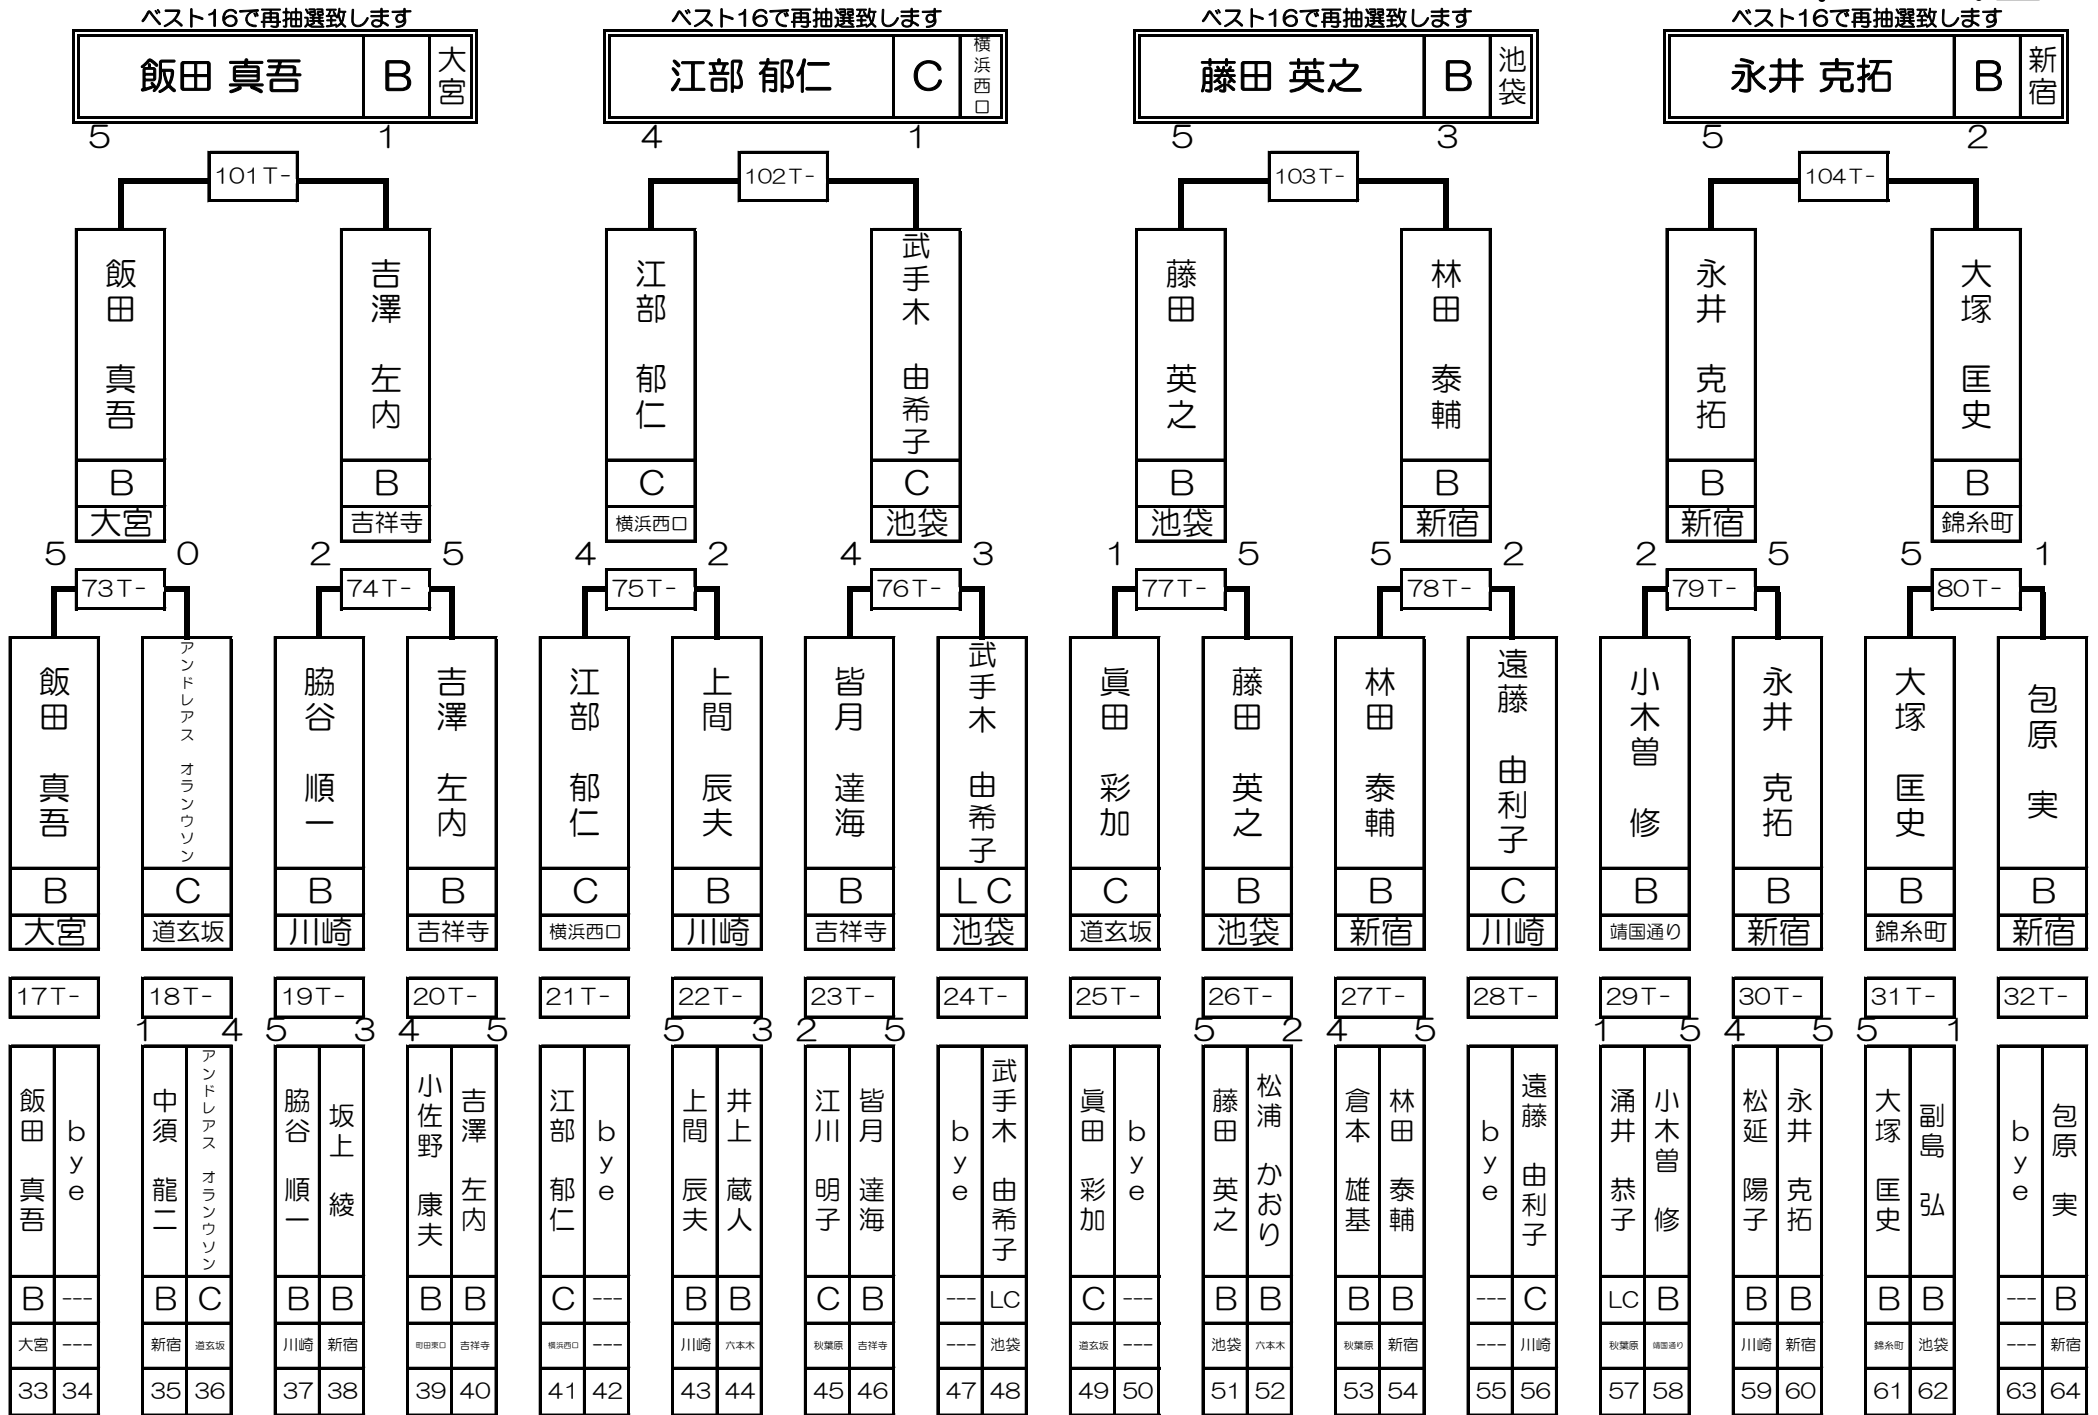 ベスト16で再抽選致します ベスト16で再抽選致します ベスト16で再抽選致します ベスト16で再抽選致します
飯田 真吾 B 大宮 江部 郁仁 C 横浜西口 藤田 英之 B 池袋 永井 克拓 B 新宿
5 1 4 1 5 3 5 2
101T- 102T- 103T- 104T-
飯田 真吾 吉澤 左内 江部 郁仁 武手木 由希子 藤田 英之 林田 泰輔 永井 克拓 大塚 匡史
B B C C B B B B
大宮 吉祥寺 横浜西口 池袋 池袋 新宿 新宿 錦糸町
5 0 2 5 4 2 4 3 1 5 5 2 2 5 5 1
73T- 74T- 75T- 76T- 77T- 78T- 79T- 80T-
飯田 真吾 アンドレアス オランウソン 脇谷 順一 吉澤 左内 江部 郁仁 上間 辰夫 皆月 達海 武手木 由希子 眞田 彩加 藤田 英之 林田 泰輔 遠藤 由利子 小木曽 修 永井 克拓 大塚 匡史 包原 実
B C B B C B B LC C B B C B B B B
大宮 道玄坂 川崎 吉祥寺 横浜西口 川崎 吉祥寺 池袋 道玄坂 池袋 新宿 川崎 靖国通り 新宿 錦糸町 新宿
17T- 18T- 19T- 20T- 21T- 22T- 23T- 24T- 25T- 26T- 27T- 28T- 29T- 30T- 31T- 32T-
1 4 5 3 4 5 5 3 2 5 5 2 4 5 1 5 4 5 5 1
飯田 真吾 bye 中須 龍二 アンドレアス オランウソン 脇谷 順一 坂上 綾 小佐野 康夫 吉澤 左内 江部 郁仁 bye 上間 辰夫 井上 蔵人 江川 明子 皆月 達海 bye 武手木 由希子 眞田 彩加 bye 藤田 英之 松浦 かおり 倉本 雄基 林田 泰輔 bye 遠藤 由利子 涌井 恭子 小木曽 修 松延 陽子 永井 克拓 大塚 匡史 副島 弘 bye 包原 実
B --- B C B B B B C --- B B C B --- LC C --- B B B B --- C LC B B B B B --- B
大宮 --- 新宿 道玄坂 川崎 新宿 町田東口 吉祥寺 横浜西口 --- 川崎 六本木 秋葉原 吉祥寺 --- 池袋 道玄坂 --- 池袋 六本木 秋葉原 新宿 --- 川崎 秋葉原 靖国通り 川崎 新宿 錦糸町 池袋 --- 新宿
33 34 35 36 37 38 39 40 41 42 43 44 45 46 47 48 49 50 51 52 53 54 55 56 57 58 59 60 61 62 63 64